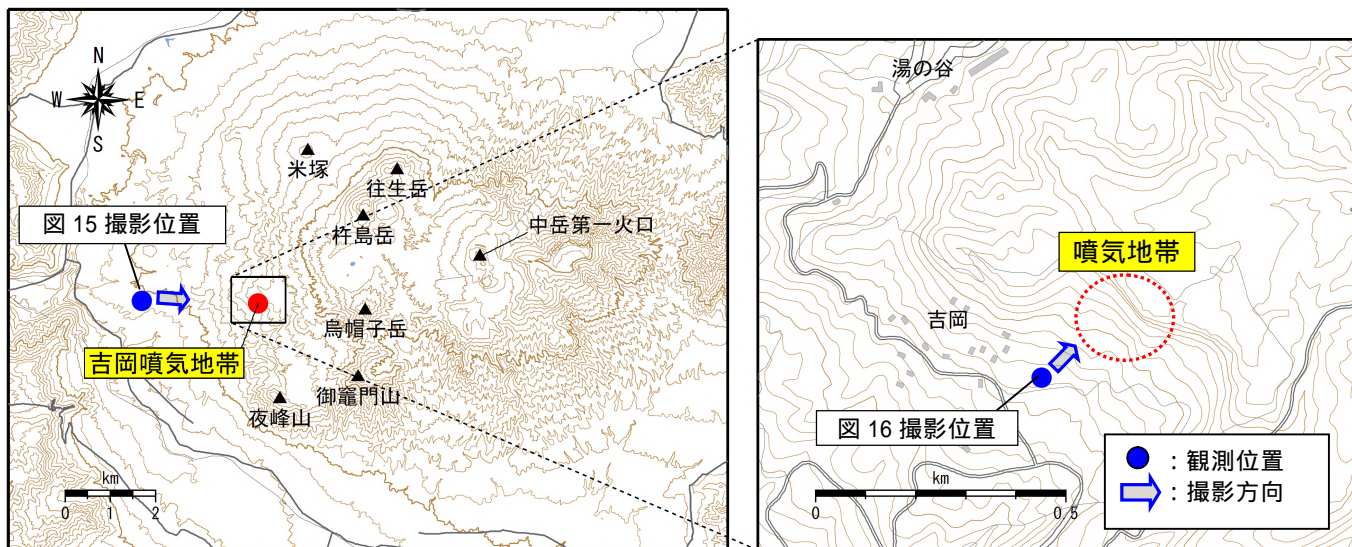 N
W
E
S
米塚
往生岳
図 15 撮影位置
杵島岳
中岳第一火口
烏帽子岳
吉岡噴気地帯
御竈門山
夜峰山
km
0 1 2
湯の谷
噴気地帯
吉岡
図 16 撮影位置
km
0 0.5
：観測位置
：撮影方向